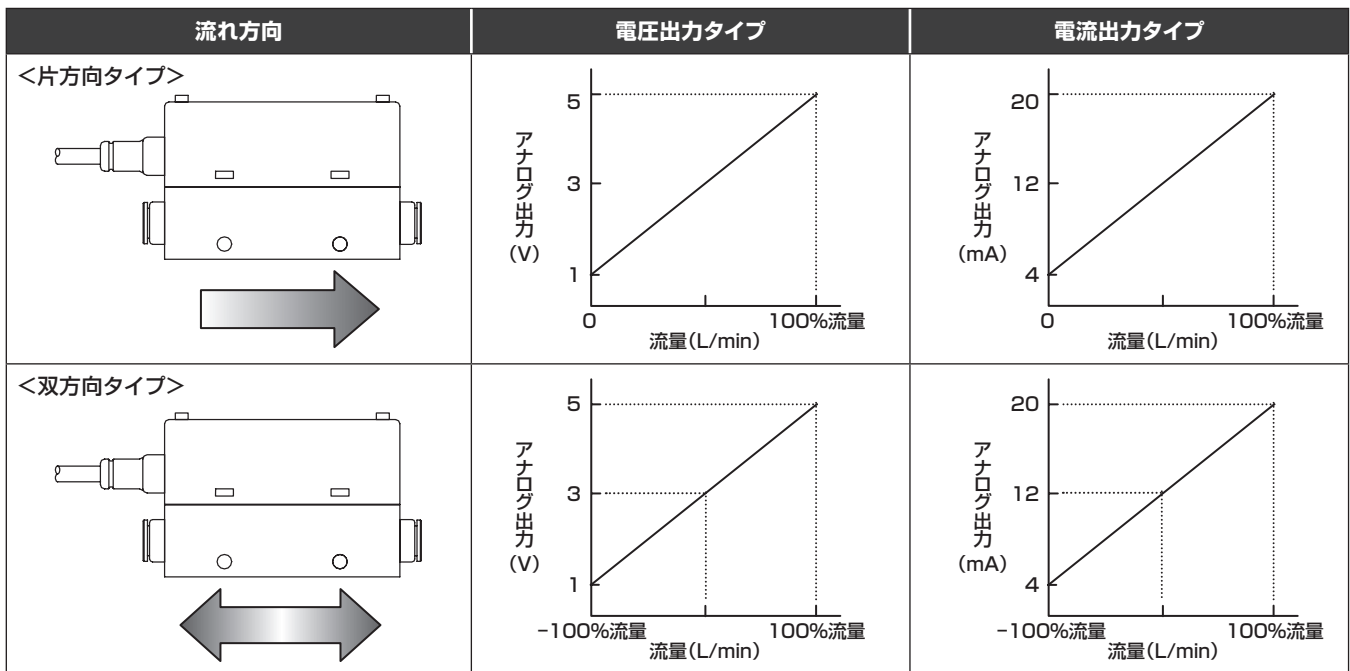 流れ方向
電圧出力タイプ
電流出力タイプ
<片方向タイプ>
アナログ出力
(V)
5
3
1
0
100%流量
流量(L/min)
アナログ出力
(mA)
20
12
4
0
100%流量
流量(L/min)
<双方向タイプ>
アナログ出力
(V)
5
3
1
-100%流量
100%流量
流量(L/min)
アナログ出力
(mA)
20
12
4
-100%流量
100%流量
流量(L/min)